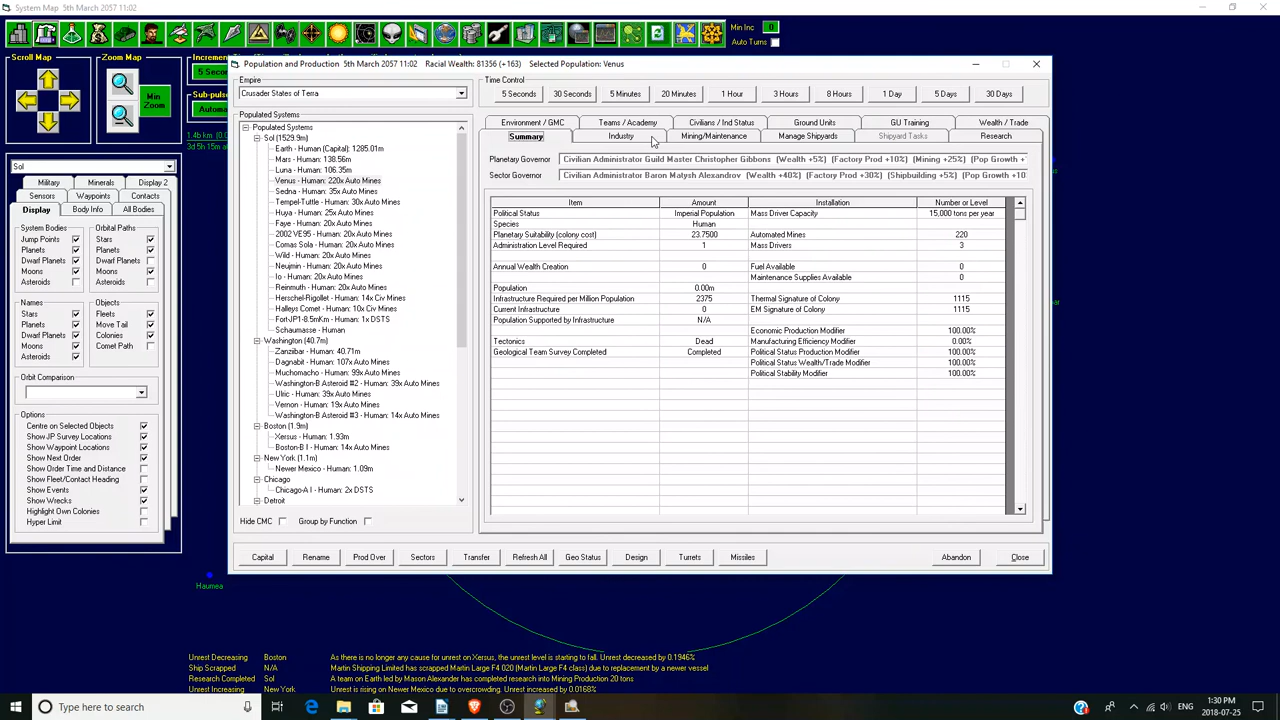 System Map   5th March 2057 11:02
Min Inc 0
Auto Turns
Scroll Map
Zoom Map
Min Zoom
Increment
5 Second
Sub-pulse
Automa
1.4b km
3d 5h 15m
Sol
Military Minerals Display 2
Sensors Waypoints Contacts
Display Body Info All Bodies
System Bodies Orbital Paths
Jump Points Stars
Planets Planets
Dwarf Planets Dwarf Planets
Moons Moons
Asteroids Asteroids
Names Objects
Stars Fleets
Planets Move Tail
Dwarf Planets Colonies
Moons Comet Path
Asteroids
Orbit Comparison
Options
Centre on Selected Objects
Show JP Survey Locations
Show Waypoint Locations
Show Next Order
Show Order Time and Distance
Show Fleet/Contact Heading
Show Events
Show Wrecks
Highlight Own Colonies
Hyper Limit
Population and Production   5th March 2057 11:02   Racial Wealth: 81356 (+163)   Selected Population: Venus
Empire
Crusader States of Terra
Time Control
5 Seconds 30 Seconds 5 Minutes 20 Minutes 1 Hour 3 Hours 8 Hours 1 Day 5 Days 30 Days
Populated Systems
Populated Systems
Sol (1529.9m)
Earth - Human (Capital): 1285.01m
Mars - Human: 138.56m
Luna - Human: 106.35m
Venus - Human: 220x Auto Mines
Sedna - Human: 35x Auto Mines
Tempel-Tuttle - Human: 30x Auto Mines
Huya - Human: 25x Auto Mines
Faye - Human: 20x Auto Mines
2002 VE95 - Human: 20x Auto Mines
Comas Sola - Human: 20x Auto Mines
Wild - Human: 20x Auto Mines
Neujmin - Human: 20x Auto Mines
Io - Human: 20x Auto Mines
Reinmuth - Human: 20x Auto Mines
Herschel-Rigollet - Human: 14x Civ Mines
Halleys Comet - Human: 10x Civ Mines
FortJP1-8.5mKm - Human: 1x DSTS
Schaumasse - Human
Washington (40.7m)
Zanzibar - Human: 40.71m
Dagnabit - Human: 107x Auto Mines
Muchomacho - Human: 99x Auto Mines
Washington-B Asteroid #2 - Human: 39x Auto Mines
Ulric - Human: 39x Auto Mines
Vernon - Human: 19x Auto Mines
Washington-B Asteroid #3 - Human: 14x Auto Mines
Boston (1.9m)
Xersus - Human: 1.93m
Boston-B I - Human: 14x Auto Mines
New York (1.1m)
Newer Mexico - Human: 1.09m
Chicago
Chicago-A I - Human: 2x DSTS
Detroit
Hide CMC Group by Function
Environment / GMC Teams / Academy Civilians / Ind Status Ground Units GU Training Wealth / Trade
Summary Industry Mining/Maintenance Manage Shipyards Shipyard Tasks Research
Planetary Governor Civilian Administrator Guild Master Christopher Gibbons (Wealth +5%) (Factory Prod +10%) (Mining +25%) (Pop Growth +
Sector Governor Civilian Administrator Baron Matysh Alexandrov (Wealth +40%) (Factory Prod +30%) (Shipbuilding +5%) (Pop Growth +10
Item Amount Installation Number or Level
Political Status Imperial Population Mass Driver Capacity 15,000 tons per year
Species Human
Planetary Suitability (colony cost) 23.7500 Automated Mines 220
Administration Level Required 1 Mass Drivers 3
Annual Wealth Creation 0 Fuel Available 0
Maintenance Supplies Available 0
Population 0.00m
Infrastructure Required per Million Population 2375 Thermal Signature of Colony 1115
Current Infrastructure 0 EM Signature of Colony 1115
Population Supported by Infrastructure N/A
Economic Production Modifier 100.00%
Tectonics Dead Manufacturing Efficiency Modifier 0.00%
Geological Team Survey Completed Completed Political Status Production Modifier 100.00%
Political Status Wealth/Trade Modifier 100.00%
Political Stability Modifier 100.00%
Capital Rename Prod Over Sectors Transfer Refresh All Geo Status Design Turrets Missiles Abandon Close
Haumea
Unrest Decreasing Boston As there is no longer any cause for unrest on Xersus, the unrest level is starting to fall. Unrest decreased by 0.1946%
Ship Scrapped N/A Martin Shipping Limited has scrapped Martin Large F4 020 (Martin Large F4 class) due to replacement by a newer vessel
Research Completed Sol A team on Earth led by Mason Alexander has completed research into Mining Production 20 tons
Unrest Increasing New York Unrest is rising on Newer Mexico due to overcrowding. Unrest increased by 0.0168%
Type here to search
ENG
1:30 PM
2018-07-25